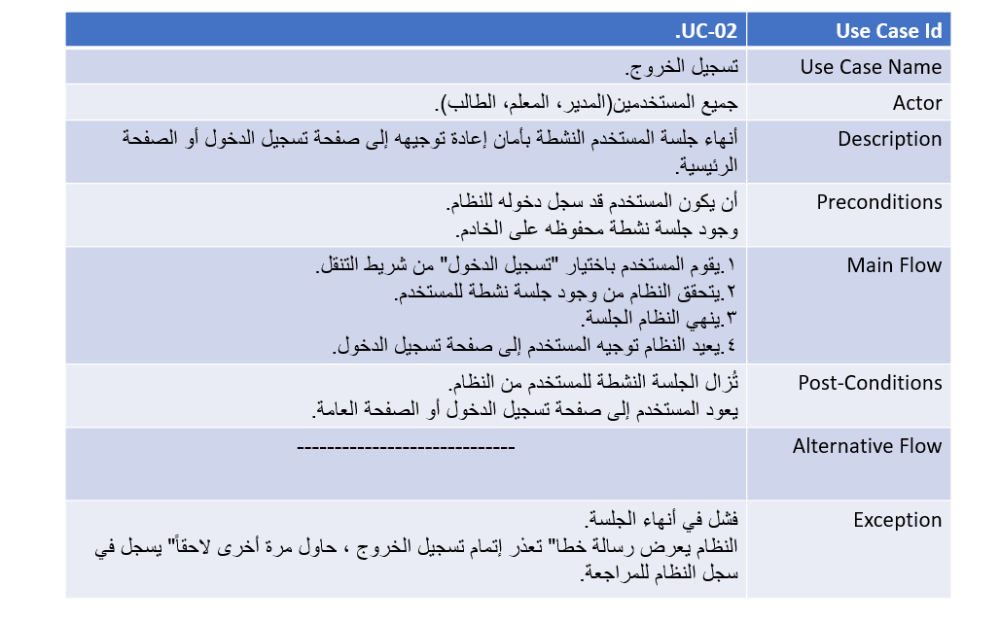 Use Case Id UC-02.
Use Case Name تسجيل الخروج.
Actor جميع المستخدمين(المدير، المعلم، الطالب).
Description أنهاء جلسة المستخدم النشطة بأمان إعادة توجيهه إلى صفحة تسجيل الدخول أو الصفحة
الرئيسية.
Preconditions أن يكون المستخدم قد سجل دخوله للنظام.
وجود جلسة نشطة محفوظه على الخادم.
Main Flow ١.يقوم المستخدم باختيار "تسجيل الدخول" من شريط التنقل.
٢.يتحقق النظام من وجود جلسة نشطة للمستخدم.
٣.ينهي النظام الجلسة.
٤.يعيد النظام توجيه المستخدم إلى صفحة تسجيل الدخول.
Post-Conditions تُزال الجلسة النشطة للمستخدم من النظام.
يعود المستخدم إلى صفحة تسجيل الدخول أو الصفحة العامة.
Alternative Flow -----------------------------
Exception فشل في أنهاء الجلسة.
النظام يعرض رسالة خطا" تعذر إتمام تسجيل الخروج ، حاول مرة أخرى لاحقاً" يسجل في
سجل النظام للمراجعة.